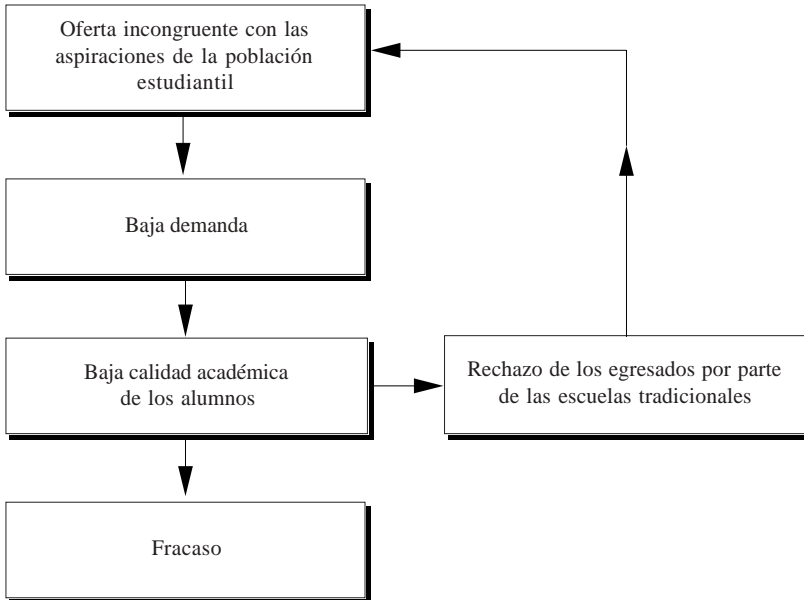 Oferta incongruente con las
aspiraciones de la población
estudiantil
Baja demanda
Baja calidad académica
de los alumnos
Rechazo de los egresados por parte
de las escuelas tradicionales
Fracaso